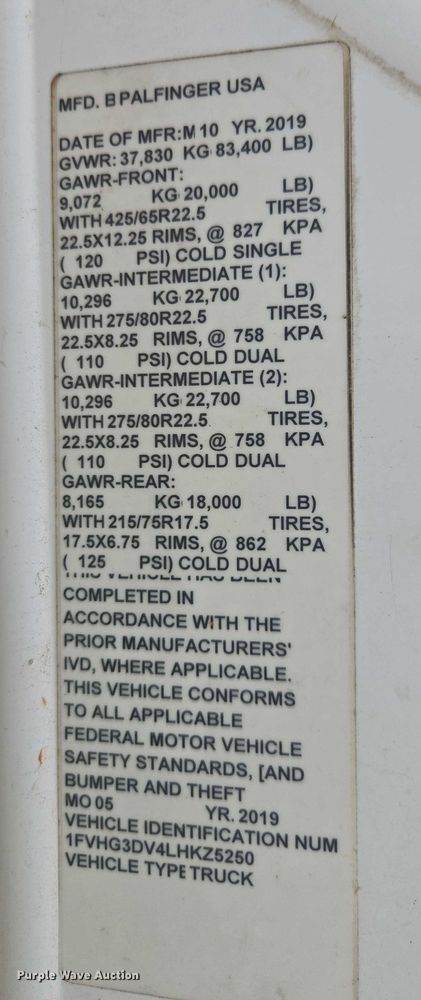 MFD. B PALFINGER USA
DATE OF MFR: M 10 YR. 2019
GVWR: 37,830 KG 83,400 LB)
GAWR-FRONT:
9,072 KG 20,000 LB)
WITH 425/65R22.5 TIRES,
22.5X12.25 RIMS, @ 827 KPA
( 120 PSI) COLD SINGLE
GAWR-INTERMEDIATE (1):
10,296 KG 22,700 LB)
WITH 275/80R22.5 TIRES,
22.5X8.25 RIMS, @ 758 KPA
( 110 PSI) COLD DUAL
GAWR-INTERMEDIATE (2):
10,296 KG 22,700 LB)
WITH 275/80R22.5 TIRES,
22.5X8.25 RIMS, @ 758 KPA
( 110 PSI) COLD DUAL
GAWR-REAR:
8,165 KG 18,000 LB)
WITH 215/75R17.5 TIRES,
17.5X6.75 RIMS, @ 862 KPA
( 125 PSI) COLD DUAL
THIS VEHICLE HAS BEEN
COMPLETED IN
ACCORDANCE WITH THE
PRIOR MANUFACTURERS'
IVD, WHERE APPLICABLE.
THIS VEHICLE CONFORMS
TO ALL APPLICABLE
FEDERAL MOTOR VEHICLE
SAFETY STANDARDS, [AND
BUMPER AND THEFT
MO 05 YR. 2019
VEHICLE IDENTIFICATION NUM
1FVHG3DV4LHKZ5250
VEHICLE TYPE TRUCK
Purple Wave Auction